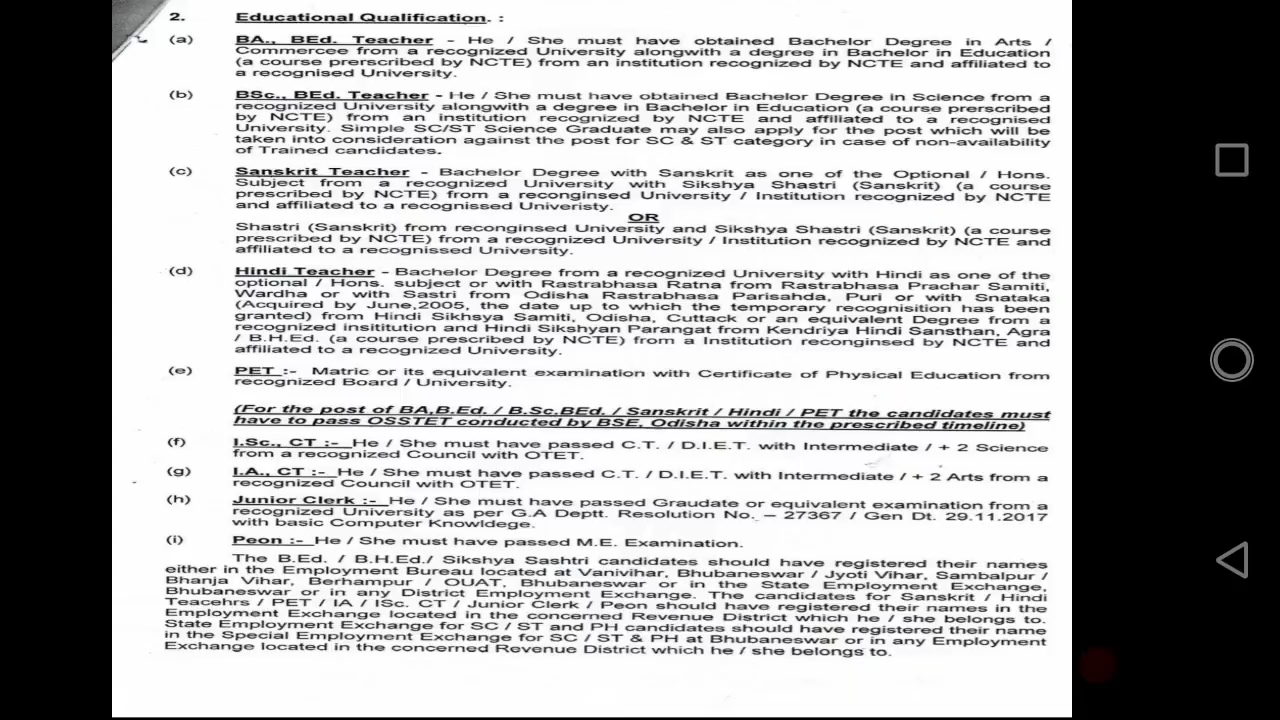 2. Educational Qualification. :
(a) BA., BEd. Teacher - He / She must have obtained Bachelor Degree in Arts /
Commercee from a recognized University alongwith a degree in Bachelor in Education
(a course prerscribed by NCTE) from an institution recognized by NCTE and affiliated to
a recognised University.
(b) BSc., BEd. Teacher - He / She must have obtained Bachelor Degree in Science from a
recognized University alongwith a degree in Bachelor in Education (a course prerscribed
by NCTE) from an institution recognized by NCTE and affiliated to a recognised
University. Simple SC/ST Science Graduate may also apply for the post which will be
taken into consideration against the post for SC & ST category in case of non-availability
of Trained candidates.
(c) Sanskrit Teacher - Bachelor Degree with Sanskrit as one of the Optional / Hons.
Subject from a recognized University with Sikshya Shastri (Sanskrit) (a course
prescribed by NCTE) from a reconginsed University / Institution recognized by NCTE
and affiliated to a recognissed Univeristy.
OR
Shastri (Sanskrit) from reconginsed University and Sikshya Shastri (Sanskrit) (a course
prescribed by NCTE) from a recognized University / Institution recognized by NCTE and
affiliated to a recognissed University.
(d) Hindi Teacher - Bachelor Degree from a recognized University with Hindi as one of the
optional / Hons. subject or with Rastrabhasa Ratna from Rastrabhasa Prachar Samiti,
Wardha or with Sastri from Odisha Rastrabhasa Parisahda, Puri or with Snataka
(Acquired by June,2005, the date up to which the temporary recognisition has been
granted) from Hindi Sikhsya Samiti, Odisha, Cuttack or an equivalent Degree from a
recognized insititution and Hindi Sikshyan Parangat from Kendriya Hindi Sansthan, Agra
/ B.H.Ed. (a course prescribed by NCTE) from a Institution reconginsed by NCTE and
affiliated to a recognized University.
(e) PET :- Matric or its equivalent examination with Certificate of Physical Education from
recognized Board / University.
(For the post of BA,B.Ed. / B.Sc,BEd. / Sanskrit / Hindi / PET the candidates must
have to pass OSSTET conducted by BSE, Odisha within the prescribed timeline)
(f) I.Sc., CT :- He / She must have passed C.T. / D.I.E.T. with Intermediate / + 2 Science
from a recognized Council with OTET.
(g) I.A., CT :- He / She must have passed C.T. / D.I.E.T. with Intermediate / + 2 Arts from a
recognized Council with OTET.
(h) Junior Clerk :- He / She must have passed Graudate or equivalent examination from a
recognized University as per G.A Deptt. Resolution No. – 27367 / Gen Dt. 29.11.2017
with basic Computer Knowldege.
(i) Peon :- He / She must have passed M.E. Examination.
The B.Ed. / B.H.Ed./ Sikshya Sashtri candidates should have registered their names
either in the Employment Bureau located at Vanivihar, Bhubaneswar / Jyoti Vihar, Sambalpur /
Bhanja Vihar, Berhampur / OUAT, Bhubaneswar or in the State Employment Exchange,
Bhubaneswar or in any District Employment Exchange. The candidates for Sanskrit / Hindi
Teacehrs / PET / IA / ISc. CT / Junior Clerk / Peon should have registered their names in the
Employment Exchange located in the concerned Revenue District which he / she belongs to.
State Employment Exchange for SC / ST and PH candidates should have registered their name
in the Special Employment Exchange for SC / ST & PH at Bhubaneswar or in any Employment
Exchange located in the concerned Revenue District which he / she belongs to.